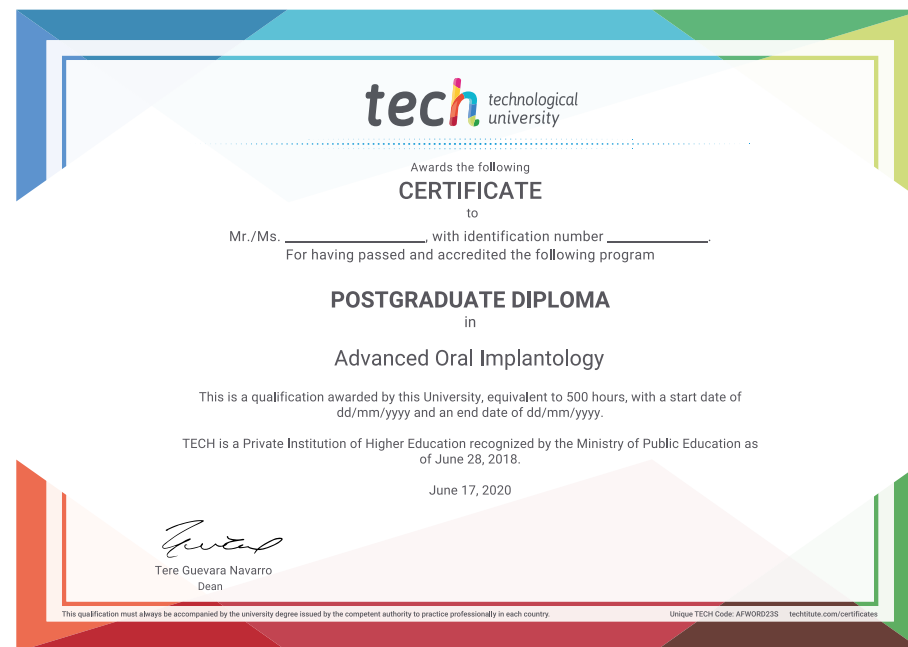 tech technological
university
Awards the following
CERTIFICATE
to
Mr./Ms. ____________________, with identification number ______________.
For having passed and accredited the following program
POSTGRADUATE DIPLOMA
in
Advanced Oral Implantology
This is a qualification awarded by this University, equivalent to 500 hours, with a start date of
dd/mm/yyyy and an end date of dd/mm/yyyy.
TECH is a Private Institution of Higher Education recognized by the Ministry of Public Education as
of June 28, 2018.
June 17, 2020
Tere Guevara Navarro
Dean
This qualification must always be accompanied by the university degree issued by the competent authority to practice professionally in each country. Unique TECH Code: AFWORD23S techtitute.com/certificates